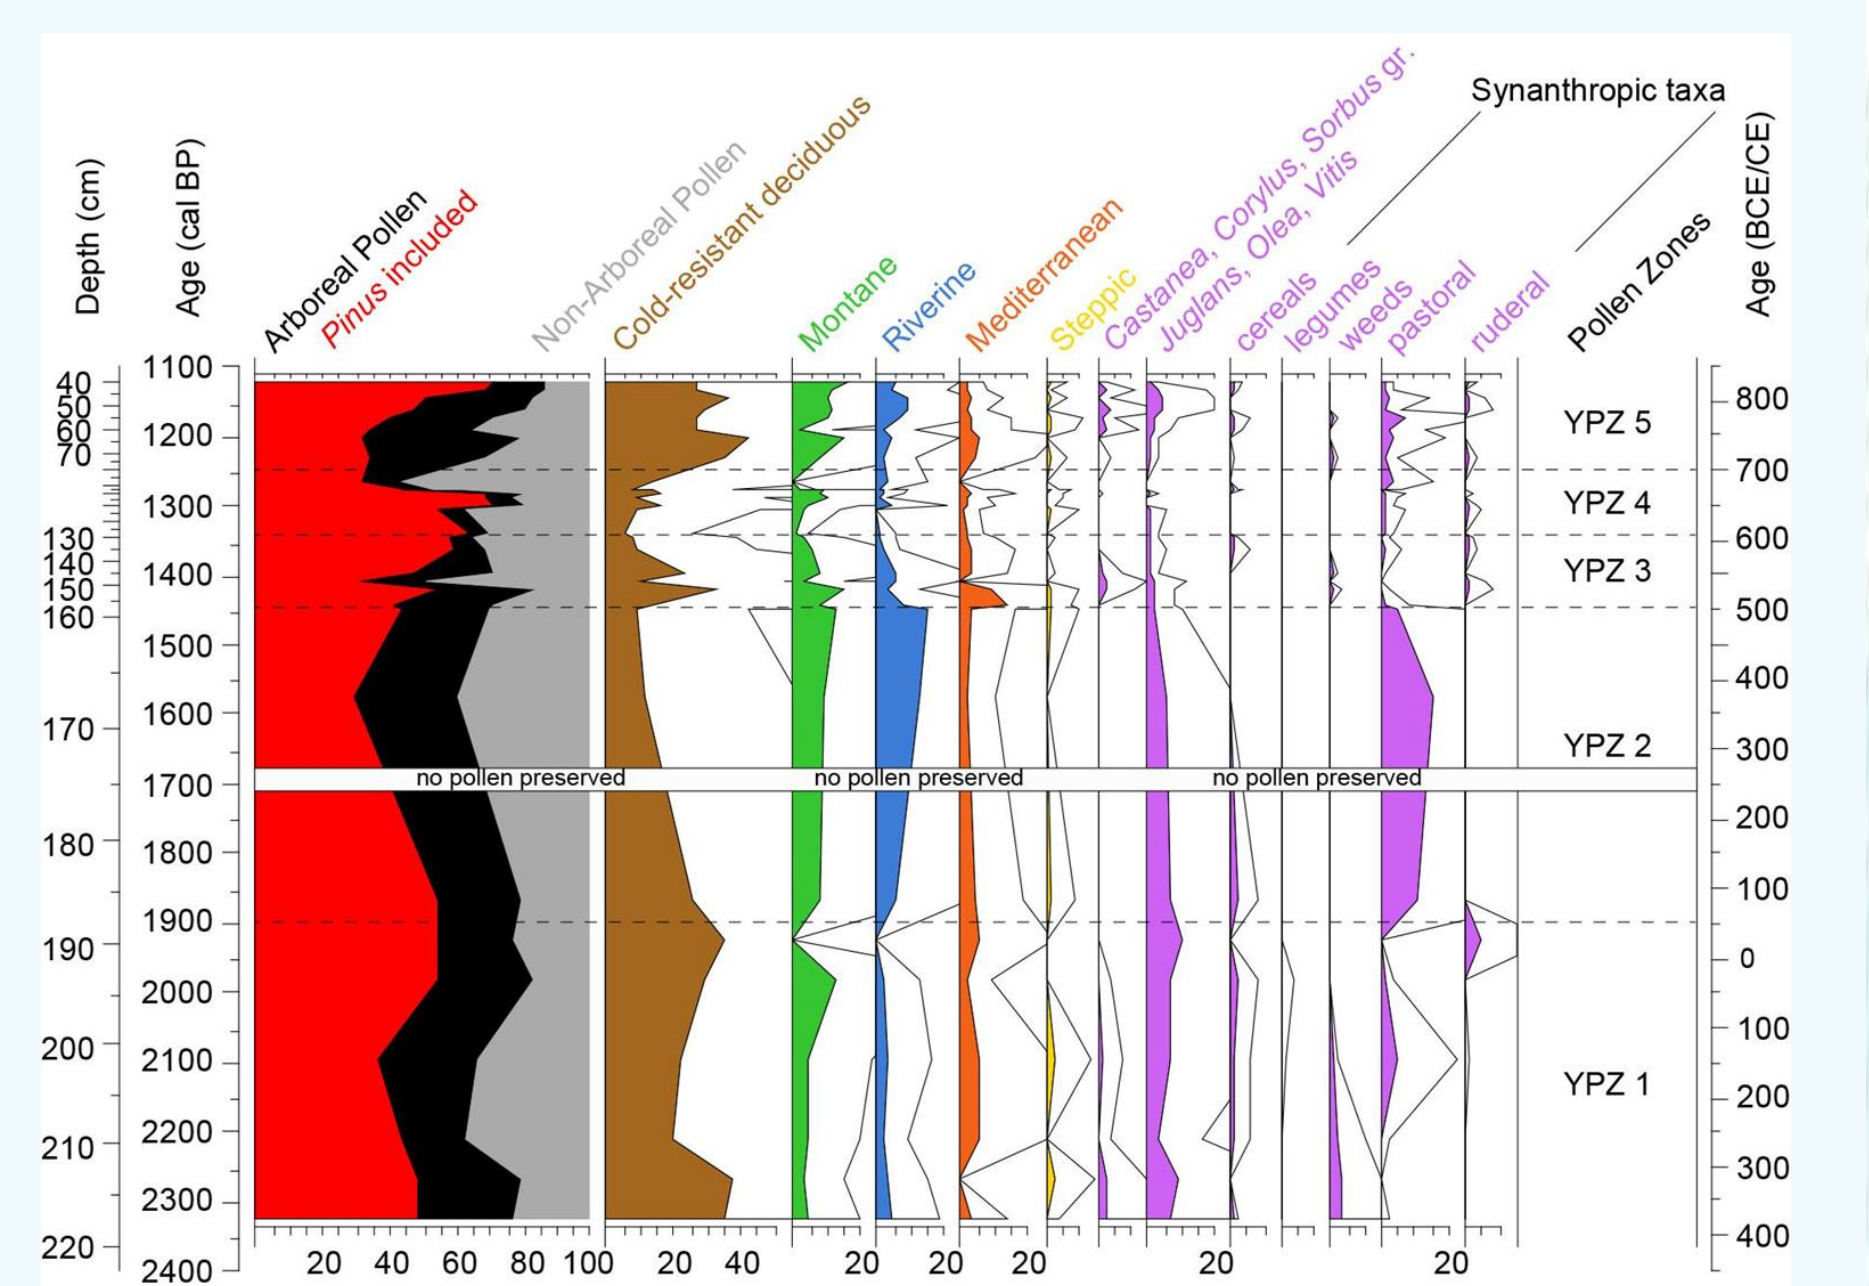 Synanthropic taxa
Depth (cm)
Age (cal BP)
Arboreal Pollen
Pinus included
Non-Arboreal Pollen
Cold-resistant deciduous
Montane
Riverine
Mediterranean
Steppic
Castanea, Corylus, Sorbus gr.
Juglans, Olea, Vitis
cereals
legumes
weeds
pastoral
ruderal
Pollen Zones
Age (BCE/CE)
40
50
60
70
130
140
150
160
170
180
190
200
210
220
1100
1200
1300
1400
1500
1600
1700
1800
1900
2000
2100
2200
2300
2400
YPZ 5
YPZ 4
YPZ 3
YPZ 2
no pollen preserved no pollen preserved no pollen preserved
YPZ 1
800
700
600
500
400
300
200
100
0
100
200
300
400
20 40 60 80 100 20 40 20 20 20 20 20